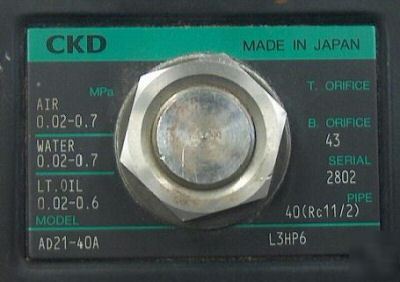 CKD
MADE IN JAPAN
MPa
T. ORIFICE
AIR
0.02-0.7
B. ORIFICE
43
WATER
0.02-0.7
SERIAL
2802
LT.OIL
0.02-0.6
PIPE
40(Rc11/2)
MODEL
AD21-40A
L3HP6